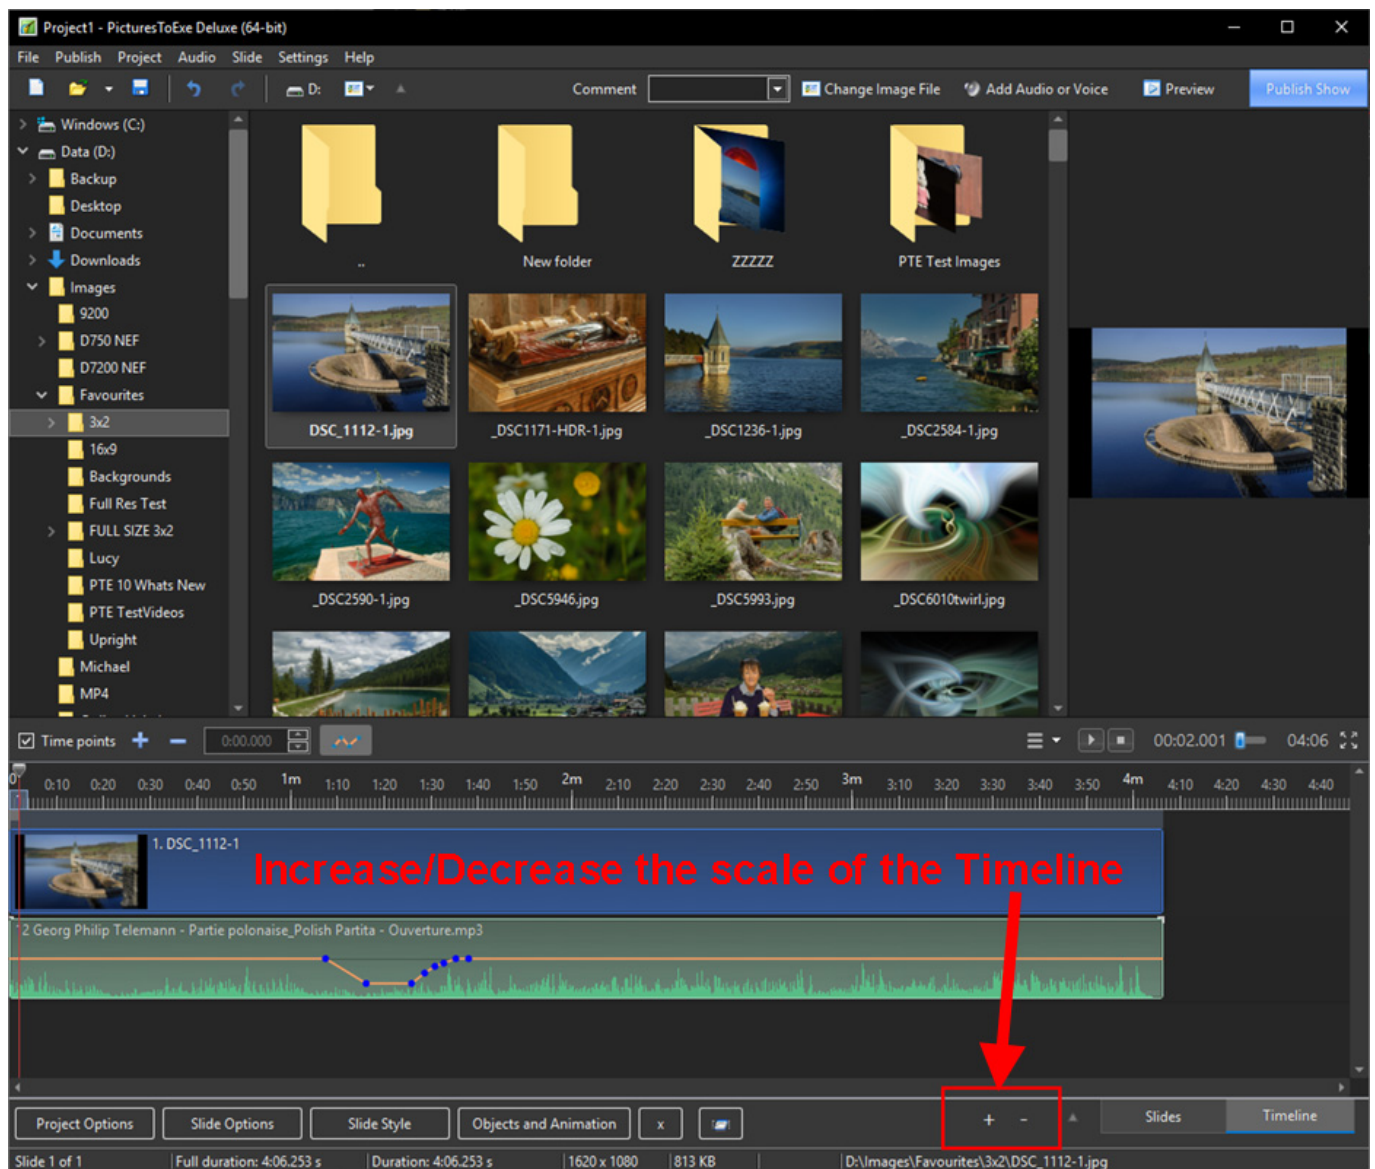 Project1 - PicturesToExe Deluxe (64-bit)
File Publish Project Audio Slide Settings Help
D: Comment Change Image File Add Audio or Voice Preview Publish Show
Windows (C:)
Data (D:)
Backup
Desktop
Documents
Downloads
Images
9200
D750 NEF
D7200 NEF
Favourites
3x2
16x9
Backgrounds
Full Res Test
FULL SIZE 3x2
Lucy
PTE 10 Whats New
PTE TestVideos
Upright
Michael
MP4
.. New folder ZZZZZ PTE Test Images
DSC_1112-1.jpg _DSC1171-HDR-1.jpg _DSC1236-1.jpg _DSC2584-1.jpg
_DSC2590-1.jpg _DSC5946.jpg _DSC5993.jpg _DSC6010twirl.jpg
Time points 0:00.000 00:02.001 04:06
0 0:10 0:20 0:30 0:40 0:50 1m 1:10 1:20 1:30 1:40 1:50 2m 2:10 2:20 2:30 2:40 2:50 3m 3:10 3:20 3:30 3:40 3:50 4m 4:10 4:20 4:30 4:40
1. DSC_1112-1
Increase/Decrease the scale of the Timeline
12 Georg Philip Telemann - Partie polonaise_Polish Partita - Ouverture.mp3
Project Options Slide Options Slide Style Objects and Animation x + - Slides Timeline
Slide 1 of 1 Full duration: 4:06.253 s Duration: 4:06.253 s 1620 x 1080 813 KB D:\Images\Favourites\3x2\DSC_1112-1.jpg